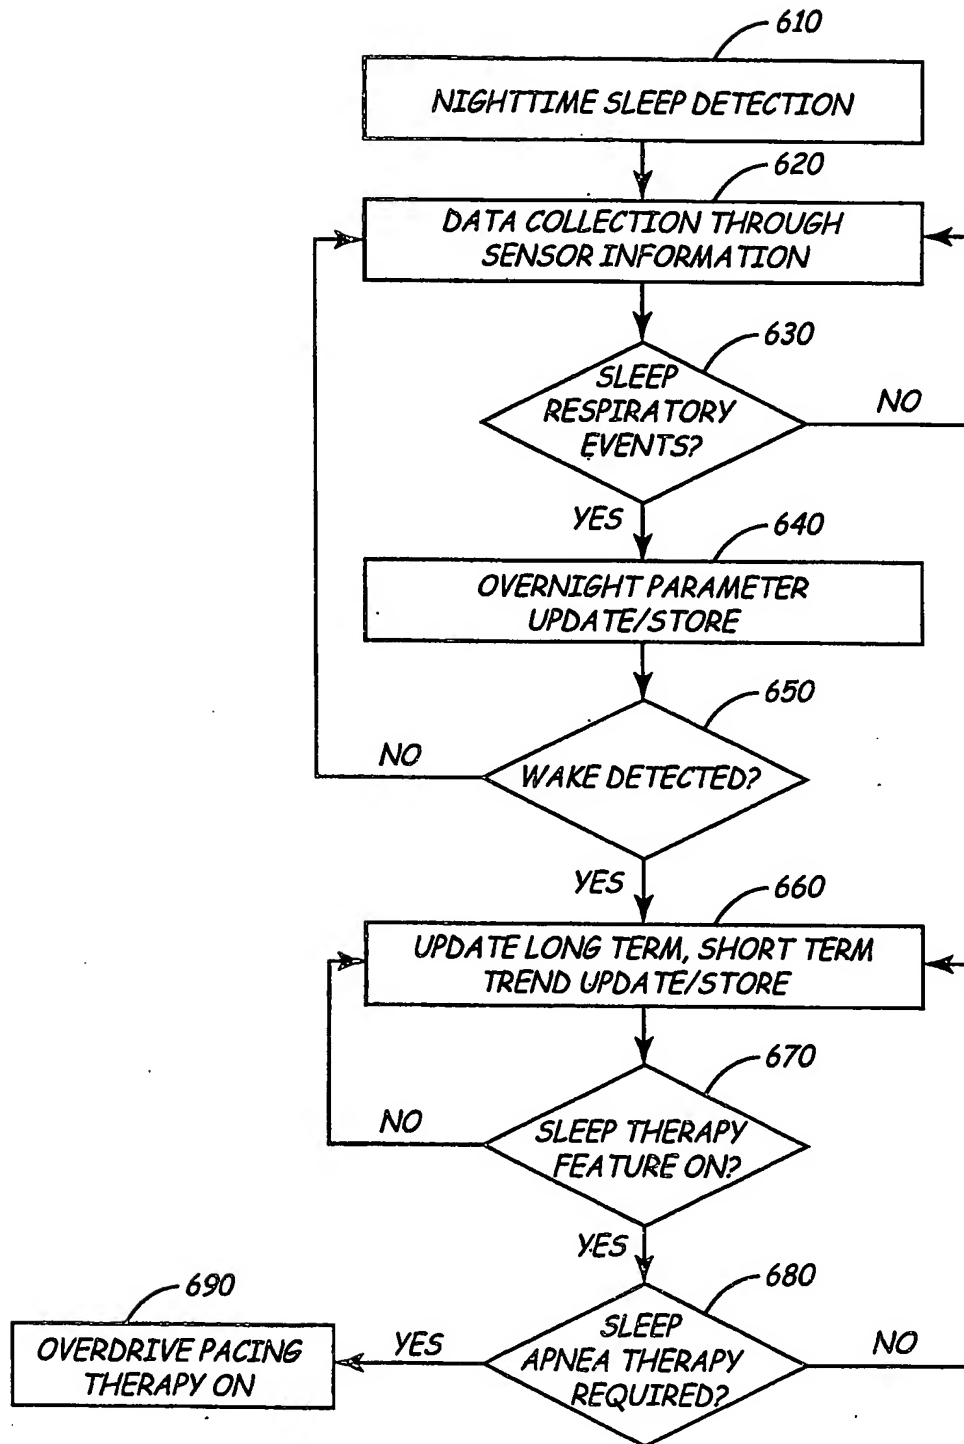 610
NIGHTTIME SLEEP DETECTION
620
DATA COLLECTION THROUGH
SENSOR INFORMATION
630
SLEEP
RESPIRATORY
EVENTS?
NO
YES
640
OVERNIGHT PARAMETER
UPDATE/STORE
650
NO
WAKE DETECTED?
YES
660
UPDATE LONG TERM, SHORT TERM
TREND UPDATE/STORE
670
NO
SLEEP THERAPY
FEATURE ON?
YES
680
690
SLEEP
APNEA THERAPY
REQUIRED?
YES
NO
OVERDRIVE PACING
THERAPY ON